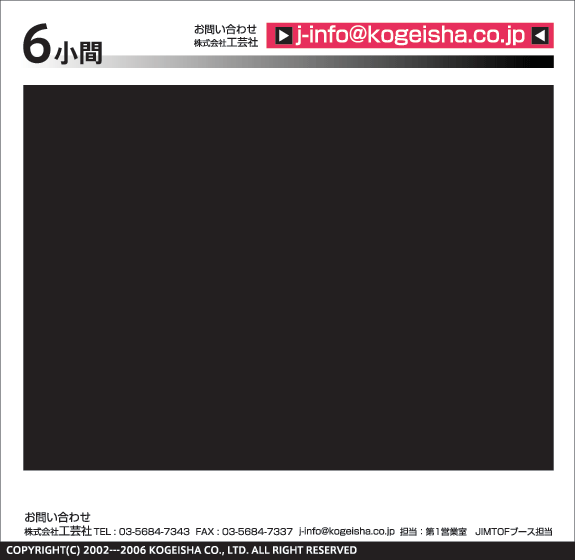 6小間
お問い合わせ
株式会社工芸社
j-info@kogeisha.co.jp
お問い合わせ
株式会社工芸社 TEL : 03-5684-7343 FAX : 03-5684-7337 j-info@kogeisha.co.jp 担当：第1営業室 JIMTOFブース担当
COPYRIGHT(C) 2002---2006 KOGEISHA CO., LTD. ALL RIGHT RESERVED